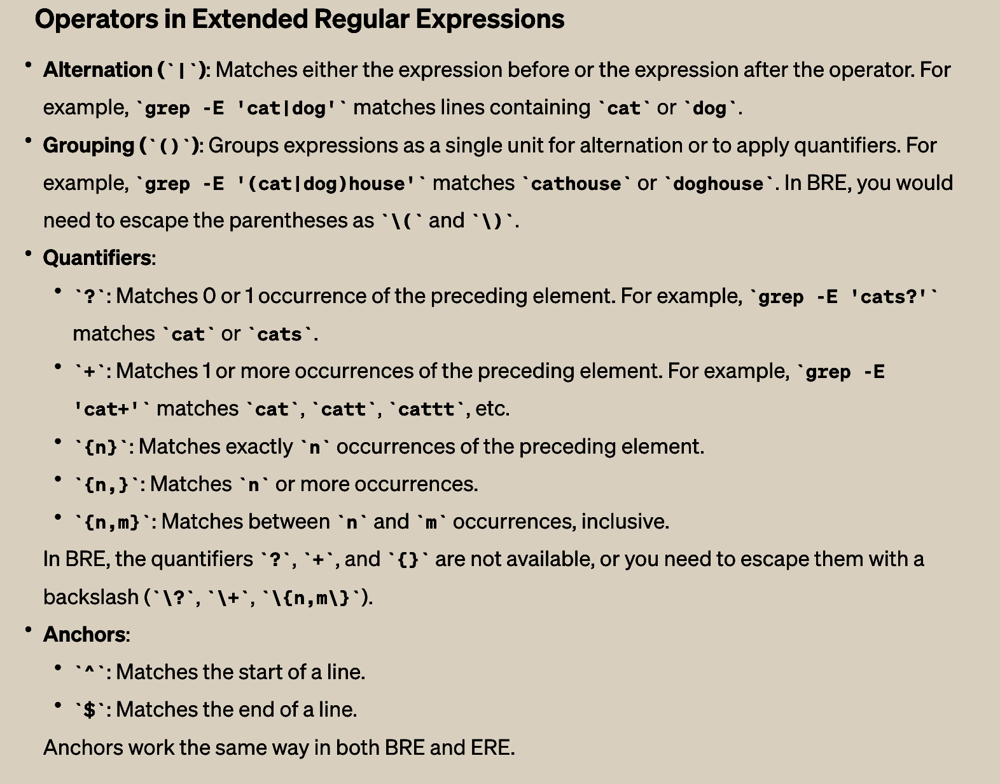 Operators in Extended Regular Expressions
• Alternation (`|`): Matches either the expression before or the expression after the operator. For
example, `grep -E 'cat|dog'` matches lines containing `cat` or `dog`.
• Grouping (`()`): Groups expressions as a single unit for alternation or to apply quantifiers. For
example, `grep -E '(cat|dog)house'` matches `cathouse` or `doghouse`. In BRE, you would
need to escape the parentheses as `\(` and `\)`.
• Quantifiers:
• `?`: Matches 0 or 1 occurrence of the preceding element. For example, `grep -E 'cats?'`
matches `cat` or `cats`.
• `+`: Matches 1 or more occurrences of the preceding element. For example, `grep -E
'cat+'` matches `cat`, `catt`, `cattt`, etc.
• `{n}`: Matches exactly `n` occurrences of the preceding element.
• `{n,}`: Matches `n` or more occurrences.
• `{n,m}`: Matches between `n` and `m` occurrences, inclusive.
In BRE, the quantifiers `?`, `+`, and `{}` are not available, or you need to escape them with a
backslash (`\?`, `\+`, `\{n,m\}`).
• Anchors:
• `^`: Matches the start of a line.
• `$`: Matches the end of a line.
Anchors work the same way in both BRE and ERE.